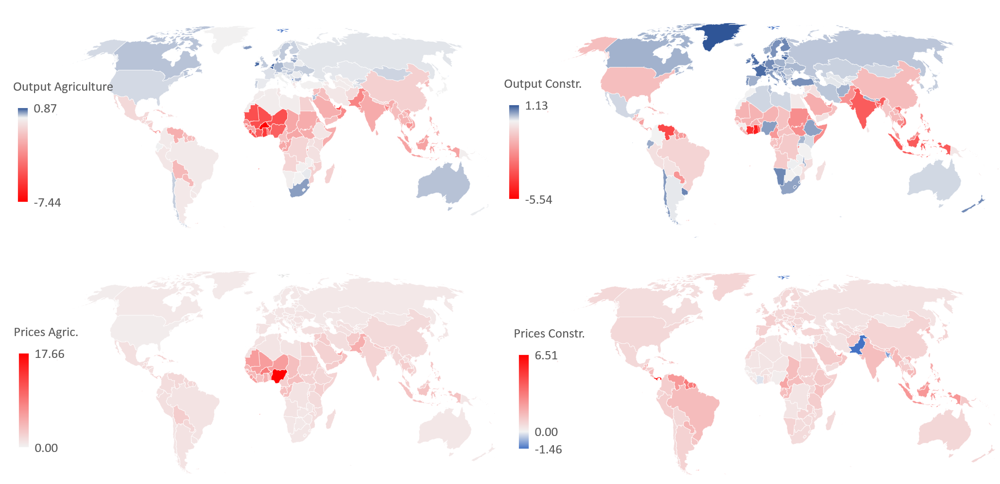 Output Agriculture
0.87
-7.44
Output Constr.
1.13
-5.54
Prices Agric.
17.66
0.00
Prices Constr.
6.51
0.00
-1.46